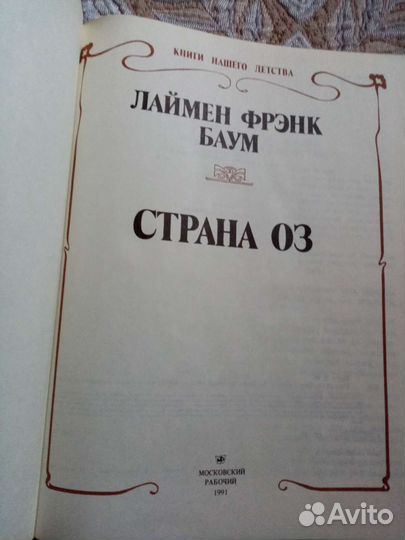 КНИГИ НАШЕГО ДЕТСТВА
ЛАЙМЕН ФРЭНК
БАУМ
СТРАНА ОЗ
МОСКОВСКИЙ
РАБОЧИЙ
1991
Avito